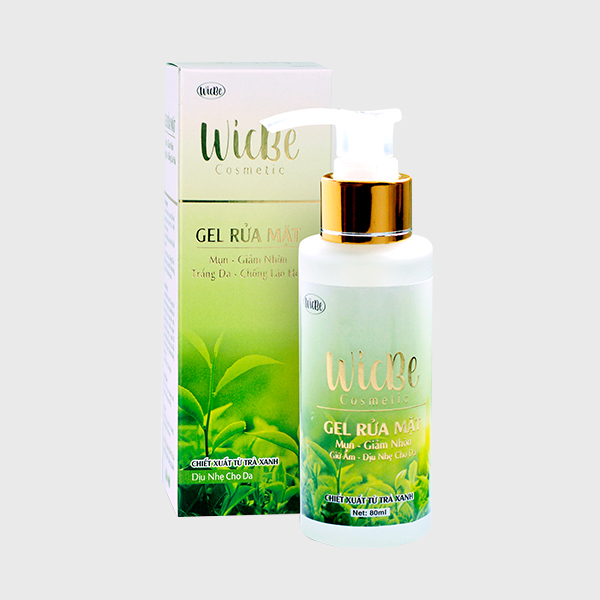 WicBe
WicBe
Cosmetic
GEL RỬA MẶT
Mụn - Giảm Nhờn
Trắng Da - Chống Lão
CHIẾT XUẤT TỪ TRÀ XANH
Dịu Nhẹ Cho Da
WicBe
WicBe
Cosmetic
GEL RỬA MẶT
Mụn - Giảm Nhờn
Giữ Ẩm - Dịu Nhẹ Cho Da
CHIẾT XUẤT TỪ TRÀ XANH
Net: 80ml